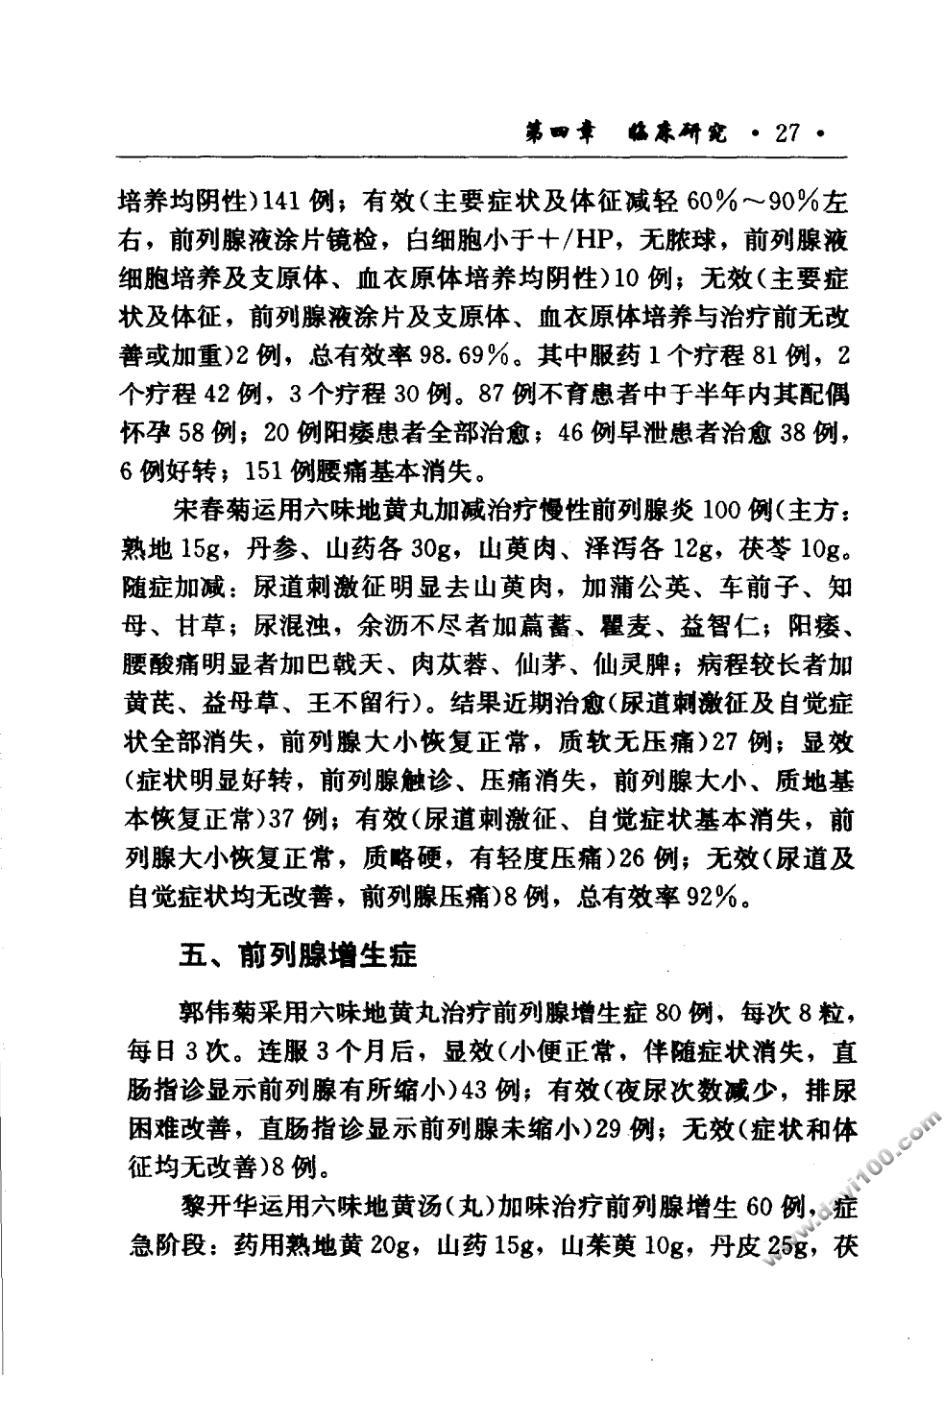 第四章 临床研究 · 27 ·
培养均阴性)141 例；有效(主要症状及体征减轻 60%～90%左
右，前列腺液涂片镜检，白细胞小于＋/HP，无脓球，前列腺液
细胞培养及支原体、血衣原体培养均阴性)10 例；无效(主要症
状及体征，前列腺液涂片及支原体、血衣原体培养与治疗前无改
善或加重)2 例，总有效率 98.69%。其中服药 1 个疗程 81 例，2
个疗程 42 例，3 个疗程 30 例。87 例不育患者中于半年内其配偶
怀孕 58 例；20 例阳痿患者全部治愈；46 例早泄患者治愈 38 例，
6 例好转；151 例腰痛基本消失。
宋春菊运用六味地黄丸加减治疗慢性前列腺炎 100 例(主方：
熟地 15g，丹参、山药各 30g，山萸肉、泽泻各 12g，茯苓 10g。
随症加减：尿道刺激征明显去山萸肉，加蒲公英、车前子、知
母、甘草；尿混浊，余沥不尽者加萹蓄、瞿麦、益智仁；阳痿、
腰酸痛明显者加巴戟天、肉苁蓉、仙茅、仙灵脾；病程较长者加
黄芪、益母草、王不留行)。结果近期治愈(尿道刺激征及自觉症
状全部消失，前列腺大小恢复正常，质软无压痛)27 例；显效
(症状明显好转，前列腺触诊、压痛消失，前列腺大小、质地基
本恢复正常)37 例；有效(尿道刺激征、自觉症状基本消失，前
列腺大小恢复正常，质略硬，有轻度压痛)26 例；无效(尿道及
自觉症状均无改善，前列腺压痛)8 例，总有效率 92%。
五、前列腺增生症
郭伟菊采用六味地黄丸治疗前列腺增生症 80 例，每次 8 粒，
每日 3 次。连服 3 个月后，显效(小便正常，伴随症状消失，直
肠指诊显示前列腺有所缩小)43 例；有效(夜尿次数减少，排尿
困难改善，直肠指诊显示前列腺未缩小)29 例；无效(症状和体
征均无改善)8 例。
黎开华运用六味地黄汤(丸)加味治疗前列腺增生 60 例，症
急阶段：药用熟地黄 20g，山药 15g，山茱萸 10g，丹皮 25g，茯
www.dayi100.com